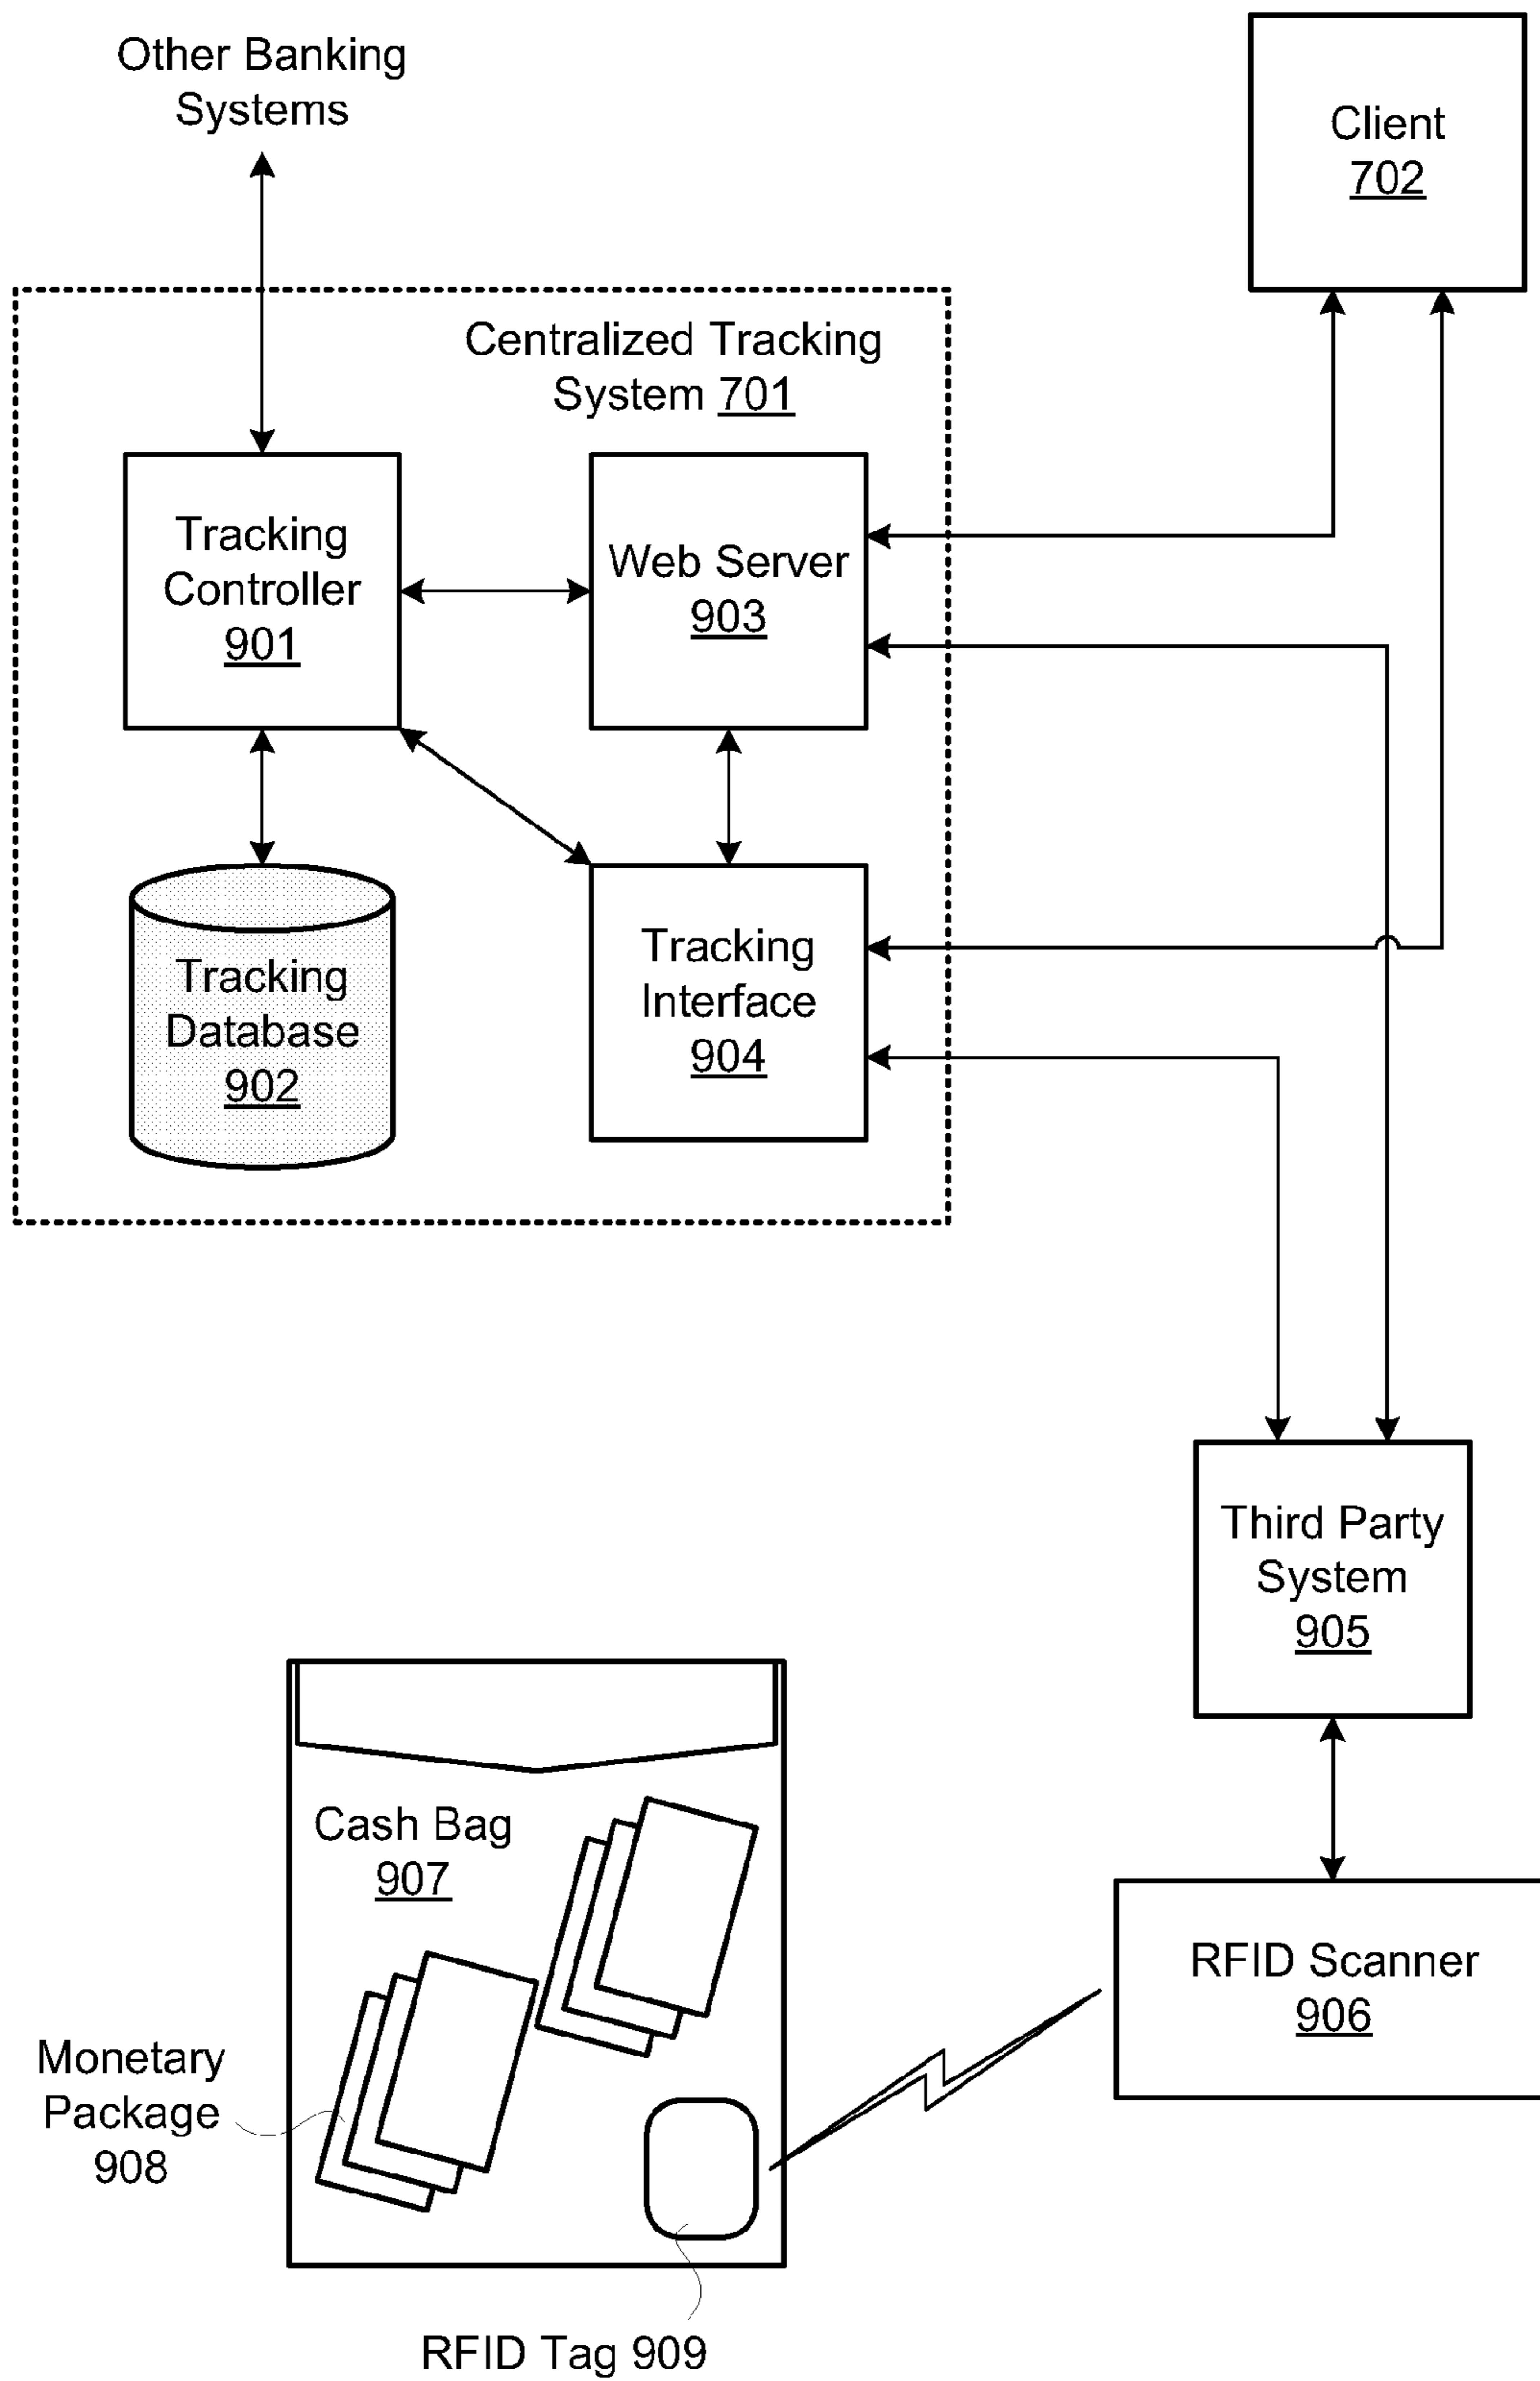 Other Banking
Systems
Client
702
Centralized Tracking
System 701
Tracking
Controller
901
Web Server
903
Tracking
Database
902
Tracking
Interface
904
Third Party
System
905
Cash Bag
907
RFID Scanner
906
Monetary
Package
908
RFID Tag 909